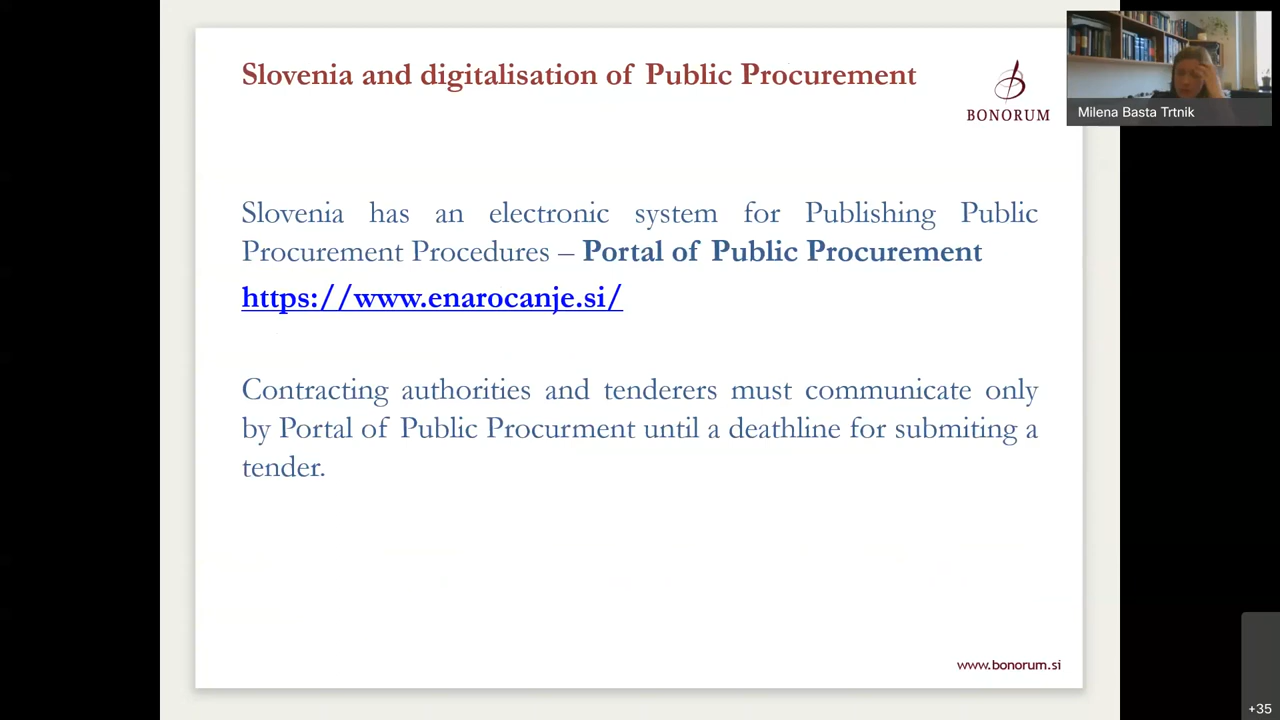 Slovenia and digitalisation of Public Procurement
BONORUM
Milena Basta Trtnik
Slovenia has an electronic system for Publishing Public
Procurement Procedures – Portal of Public Procurement
https://www.enarocanje.si/
Contracting authorities and tenderers must communicate only
by Portal of Public Procurment until a deathline for submiting a
tender.
www.bonorum.si
+35